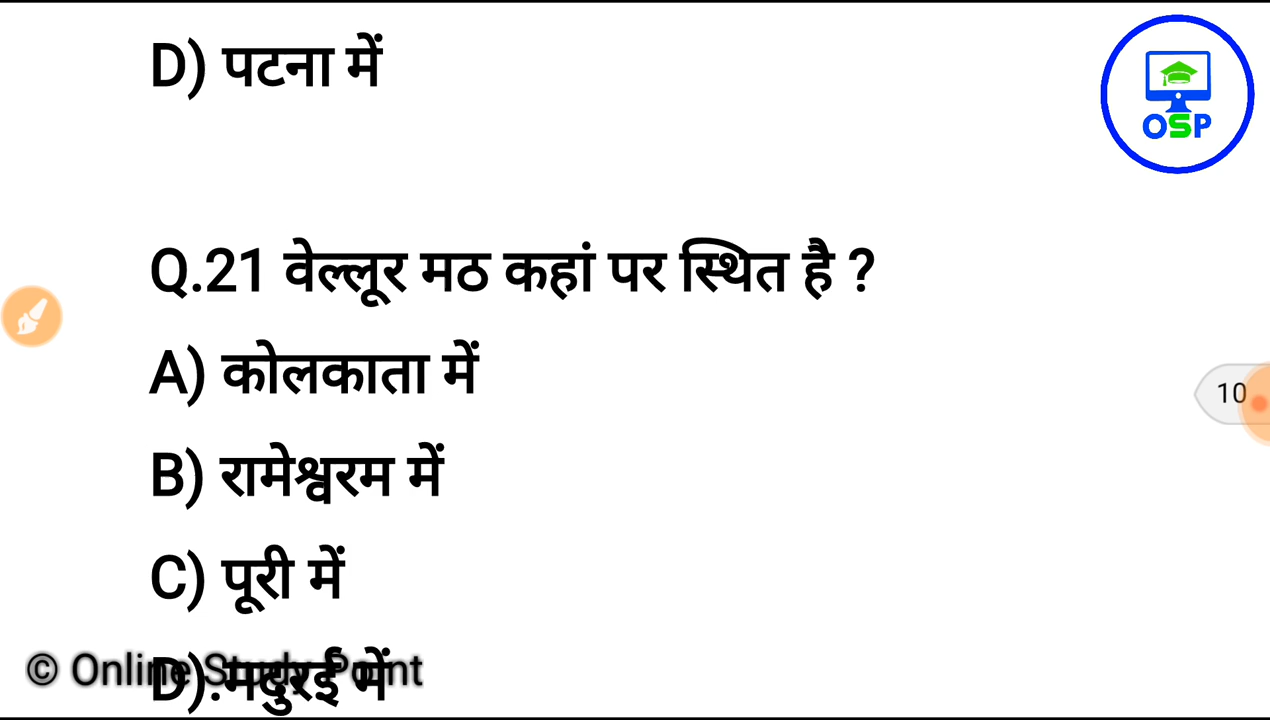 D) पटना में
OSP
Q.21 वेल्लूर मठ कहां पर स्थित है ?
A) कोलकाता में
10
B) रामेश्वरम में
C) पूरी में
© Online Study Point
D).मदुरई में